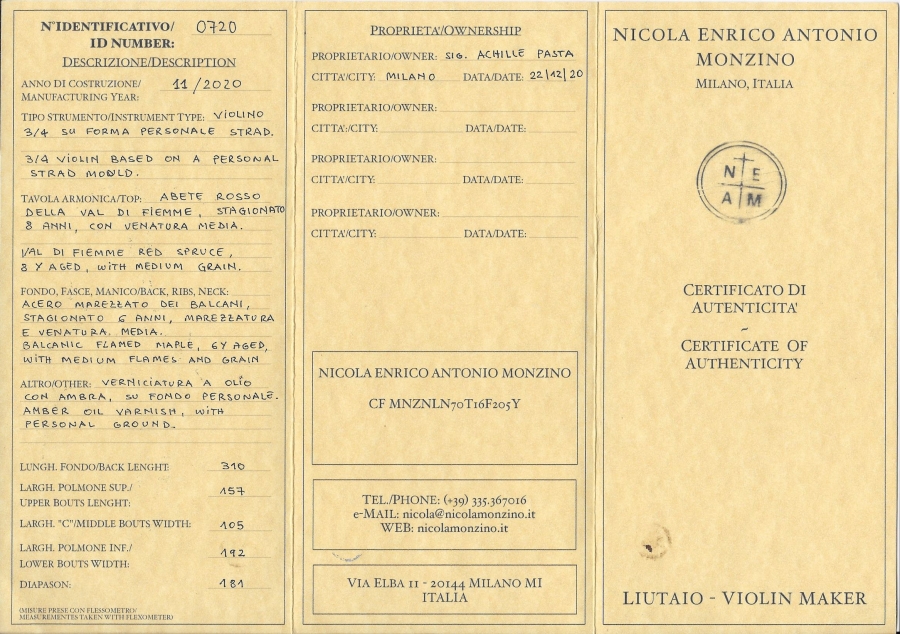 N°IDENTIFICATIVO/ 0720
ID NUMBER:
DESCRIZIONE/DESCRIPTION
ANNO DI COSTRUZIONE/ 11/2020
MANUFACTURING YEAR:
TIPO STRUMENTO/INSTRUMENT TYPE: VIOLINO
3/4 SU FORMA PERSONALE STRAD.
3/4 VIOLIN BASED ON A PERSONAL
STRAD MOULD.
TAVOLA ARMONICA/TOP: ABETE ROSSO
DELLA VAL DI FIEMME, STAGIONATO
8 ANNI, CON VENATURA MEDIA.
VAL DI FIEMME RED SPRUCE,
8 Y AGED, WITH MEDIUM GRAIN.
FONDO, FASCE, MANICO/BACK, RIBS, NECK:
ACERO MAREZZATO DEI BALCANI,
STAGIONATO 6 ANNI, MAREZZATURA
E VENATURA. MEDIA.
BALCANIC FLAMED MAPLE, 6Y AGED,
WITH MEDIUM FLAMES AND GRAIN
ALTRO/OTHER: VERNICIATURA A OLIO
CON AMBRA, SU FONDO PERSONALE.
AMBER OIL VARNISH, WITH
PERSONAL GROUND.
LUNGH. FONDO/BACK LENGHT: 310
LARGH. POLMONE SUP./ 157
UPPER BOUTS LENGHT:
LARGH. "C"/MIDDLE BOUTS WIDTH: 105
LARGH. POLMONE INF./ 192
LOWER BOUTS WIDTH:
DIAPASON: 181
(MISURE PRESE CON FLESSOMETRO/
MEASUREMENTES TAKEN WITH FLEXOMETER)
PROPRIETA'/OWNERSHIP
PROPRIETARIO/OWNER: SIG. ACHILLE PASTA
CITTA'/CITY: MILANO DATA/DATE: 22/12/20
PROPRIETARIO/OWNER:
CITTA':/CITY: DATA/DATE:
PROPRIETARIO/OWNER:
CITTA'/CITY: DATA/DATE:
PROPRIETARIO/OWNER:
CITTA'/CITY: DATA/DATE:
NICOLA ENRICO ANTONIO MONZINO
CF MNZNLN70T16F205Y
TEL./PHONE: (+39) 335.367016
e-MAIL: nicola@nicolamonzino.it
WEB: nicolamonzino.it
VIA ELBA 11 - 20144 MILANO MI
ITALIA
NICOLA ENRICO ANTONIO
MONZINO
MILANO, ITALIA
N E
A M
CERTIFICATO DI
AUTENTICITA'
-
CERTIFICATE OF
AUTHENTICITY
LIUTAIO - VIOLIN MAKER